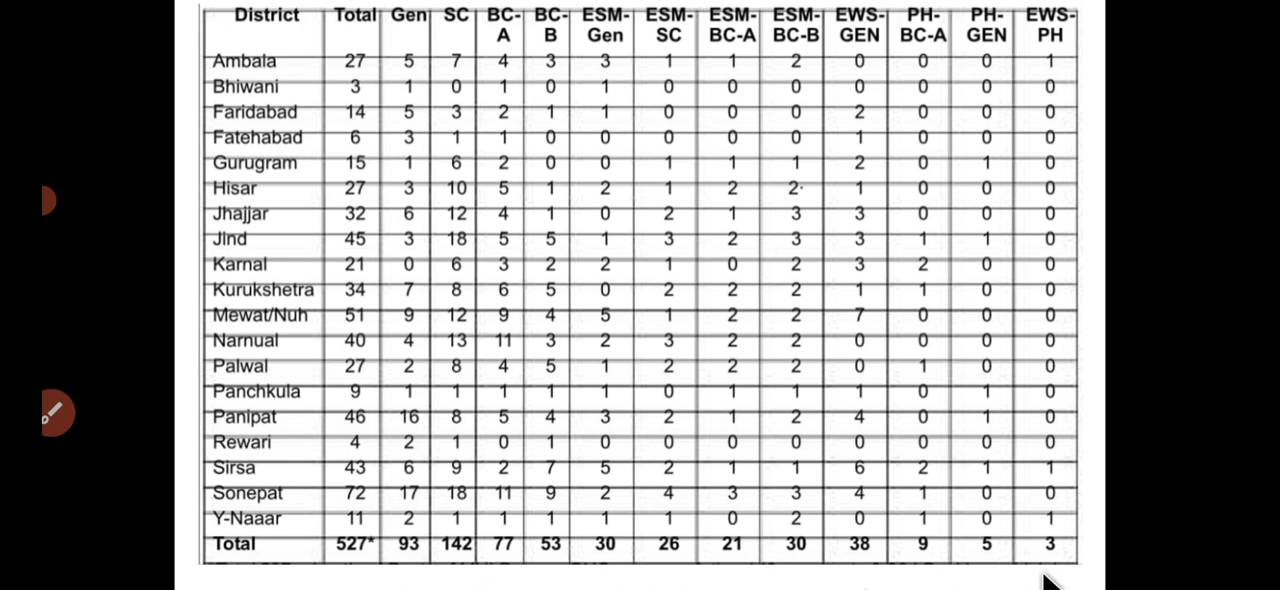 District Total Gen SC BC-A BC-B ESM-Gen ESM-SC ESM-BC-A ESM-BC-B EWS-GEN PH-BC-A PH-GEN EWS-PH
Ambala 27 5 7 4 3 3 1 1 2 0 0 0 1
Bhiwani 3 1 0 1 0 1 0 0 0 0 0 0 0
Faridabad 14 5 3 2 1 1 0 0 0 2 0 0 0
Fatehabad 6 3 1 1 0 0 0 0 0 1 0 0 0
Gurugram 15 1 6 2 0 0 1 1 1 2 0 1 0
Hisar 27 3 10 5 1 2 1 2 2 1 0 0 0
Jhajjar 32 6 12 4 1 0 2 1 3 3 0 0 0
Jind 45 3 18 5 5 1 3 2 3 3 1 1 0
Karnal 21 0 6 3 2 2 1 0 2 3 2 0 0
Kurukshetra 34 7 8 6 5 0 2 2 2 1 1 0 0
Mewat/Nuh 51 9 12 9 4 5 1 2 2 7 0 0 0
Narnual 40 4 13 11 3 2 3 2 2 0 0 0 0
Palwal 27 2 8 4 5 1 2 2 2 0 1 0 0
Panchkula 9 1 1 1 1 1 0 1 1 1 0 1 0
Panipat 46 16 8 5 4 3 2 1 2 4 0 1 0
Rewari 4 2 1 0 1 0 0 0 0 0 0 0 0
Sirsa 43 6 9 2 7 5 2 1 1 6 2 1 1
Sonepat 72 17 18 11 9 2 4 3 3 4 1 0 0
Y-Naaar 11 2 1 1 1 1 1 0 2 0 1 0 1
Total 527* 93 142 77 53 30 26 21 30 38 9 5 3